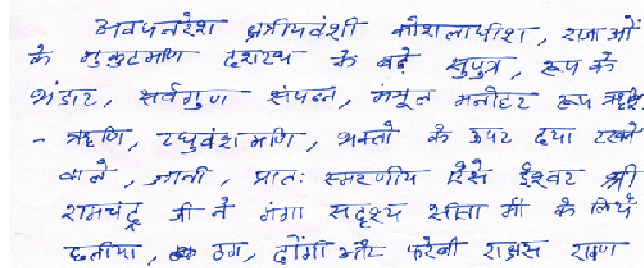 अवधनरेश क्षत्रीयवंशी कोशलाधीश, राजाओं
के मुकुटमणि दशरथ के बड़े सुपुत्र, रूप के
भंडार, सर्वगुण संपन्न, मंजूल मनोहर रूप
- ऋषि, रघुवंशमणि, भक्तो के ऊपर दया रखने
वाले, ज्ञानी, प्रातः स्मरणीय ऐसे ईश्वर श्री
रामचंद्र जी ने गंगा सदृश्य सीता माँ के लिये
छलीया, ठग, ढोंगी और फरेबी राक्षस रावण